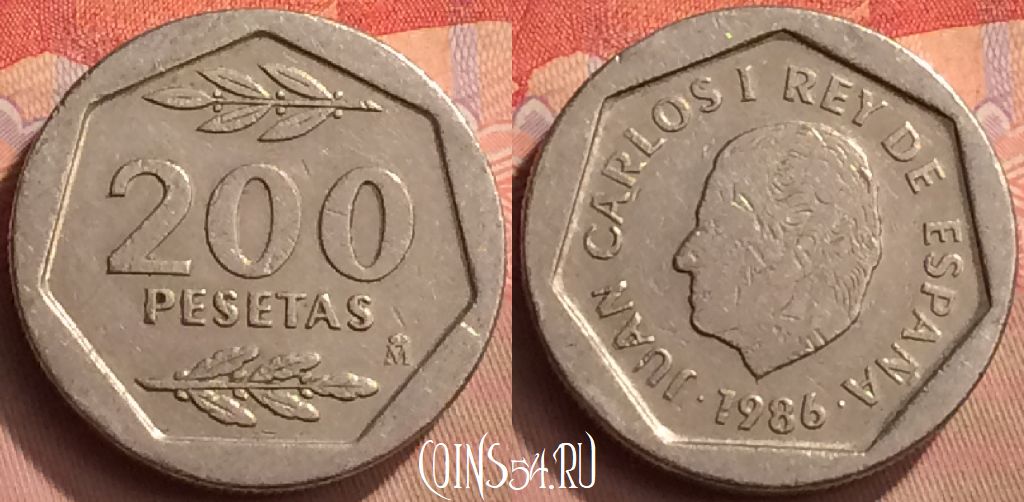 200
PESETAS
M
JUAN CARLOS I REY DE ESPAÑA
· 1986 ·
COINS54.RU